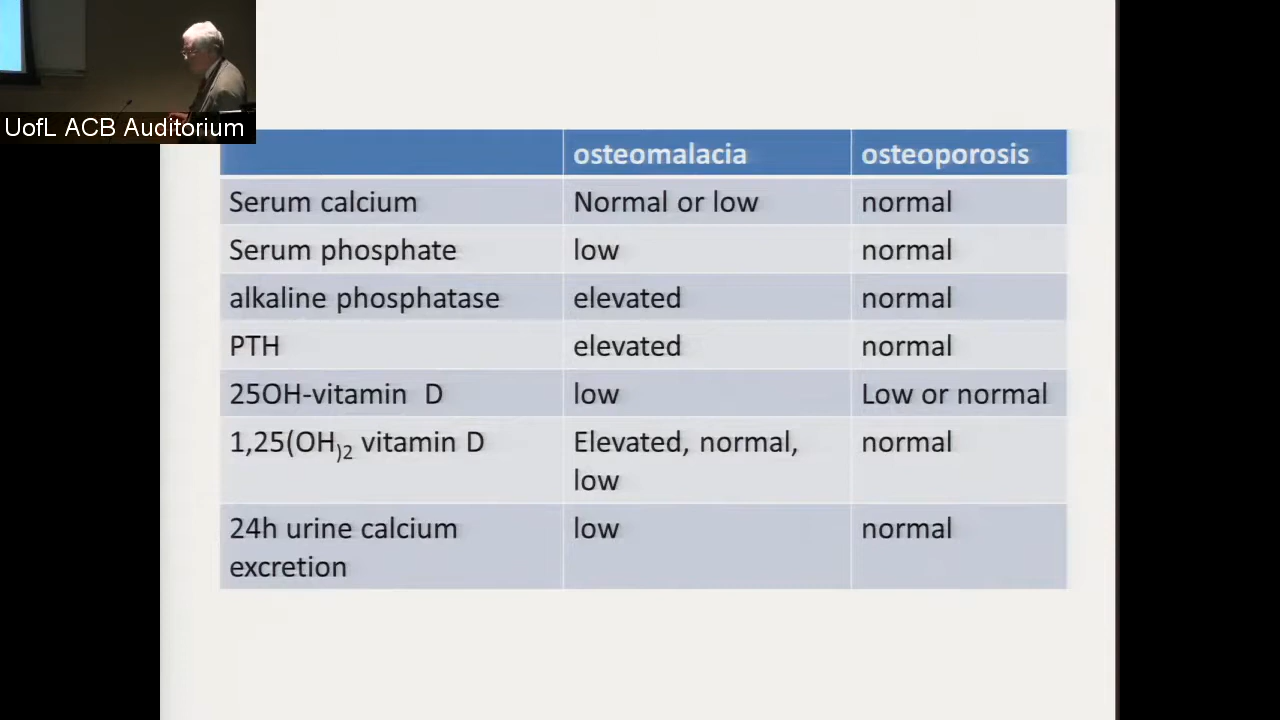 UofL ACB Auditorium
osteomalacia osteoporosis
Serum calcium Normal or low normal
Serum phosphate low normal
alkaline phosphatase elevated normal
PTH elevated normal
25OH-vitamin D low Low or normal
1,25(OH)2 vitamin D Elevated, normal, normal
low
24h urine calcium low normal
excretion